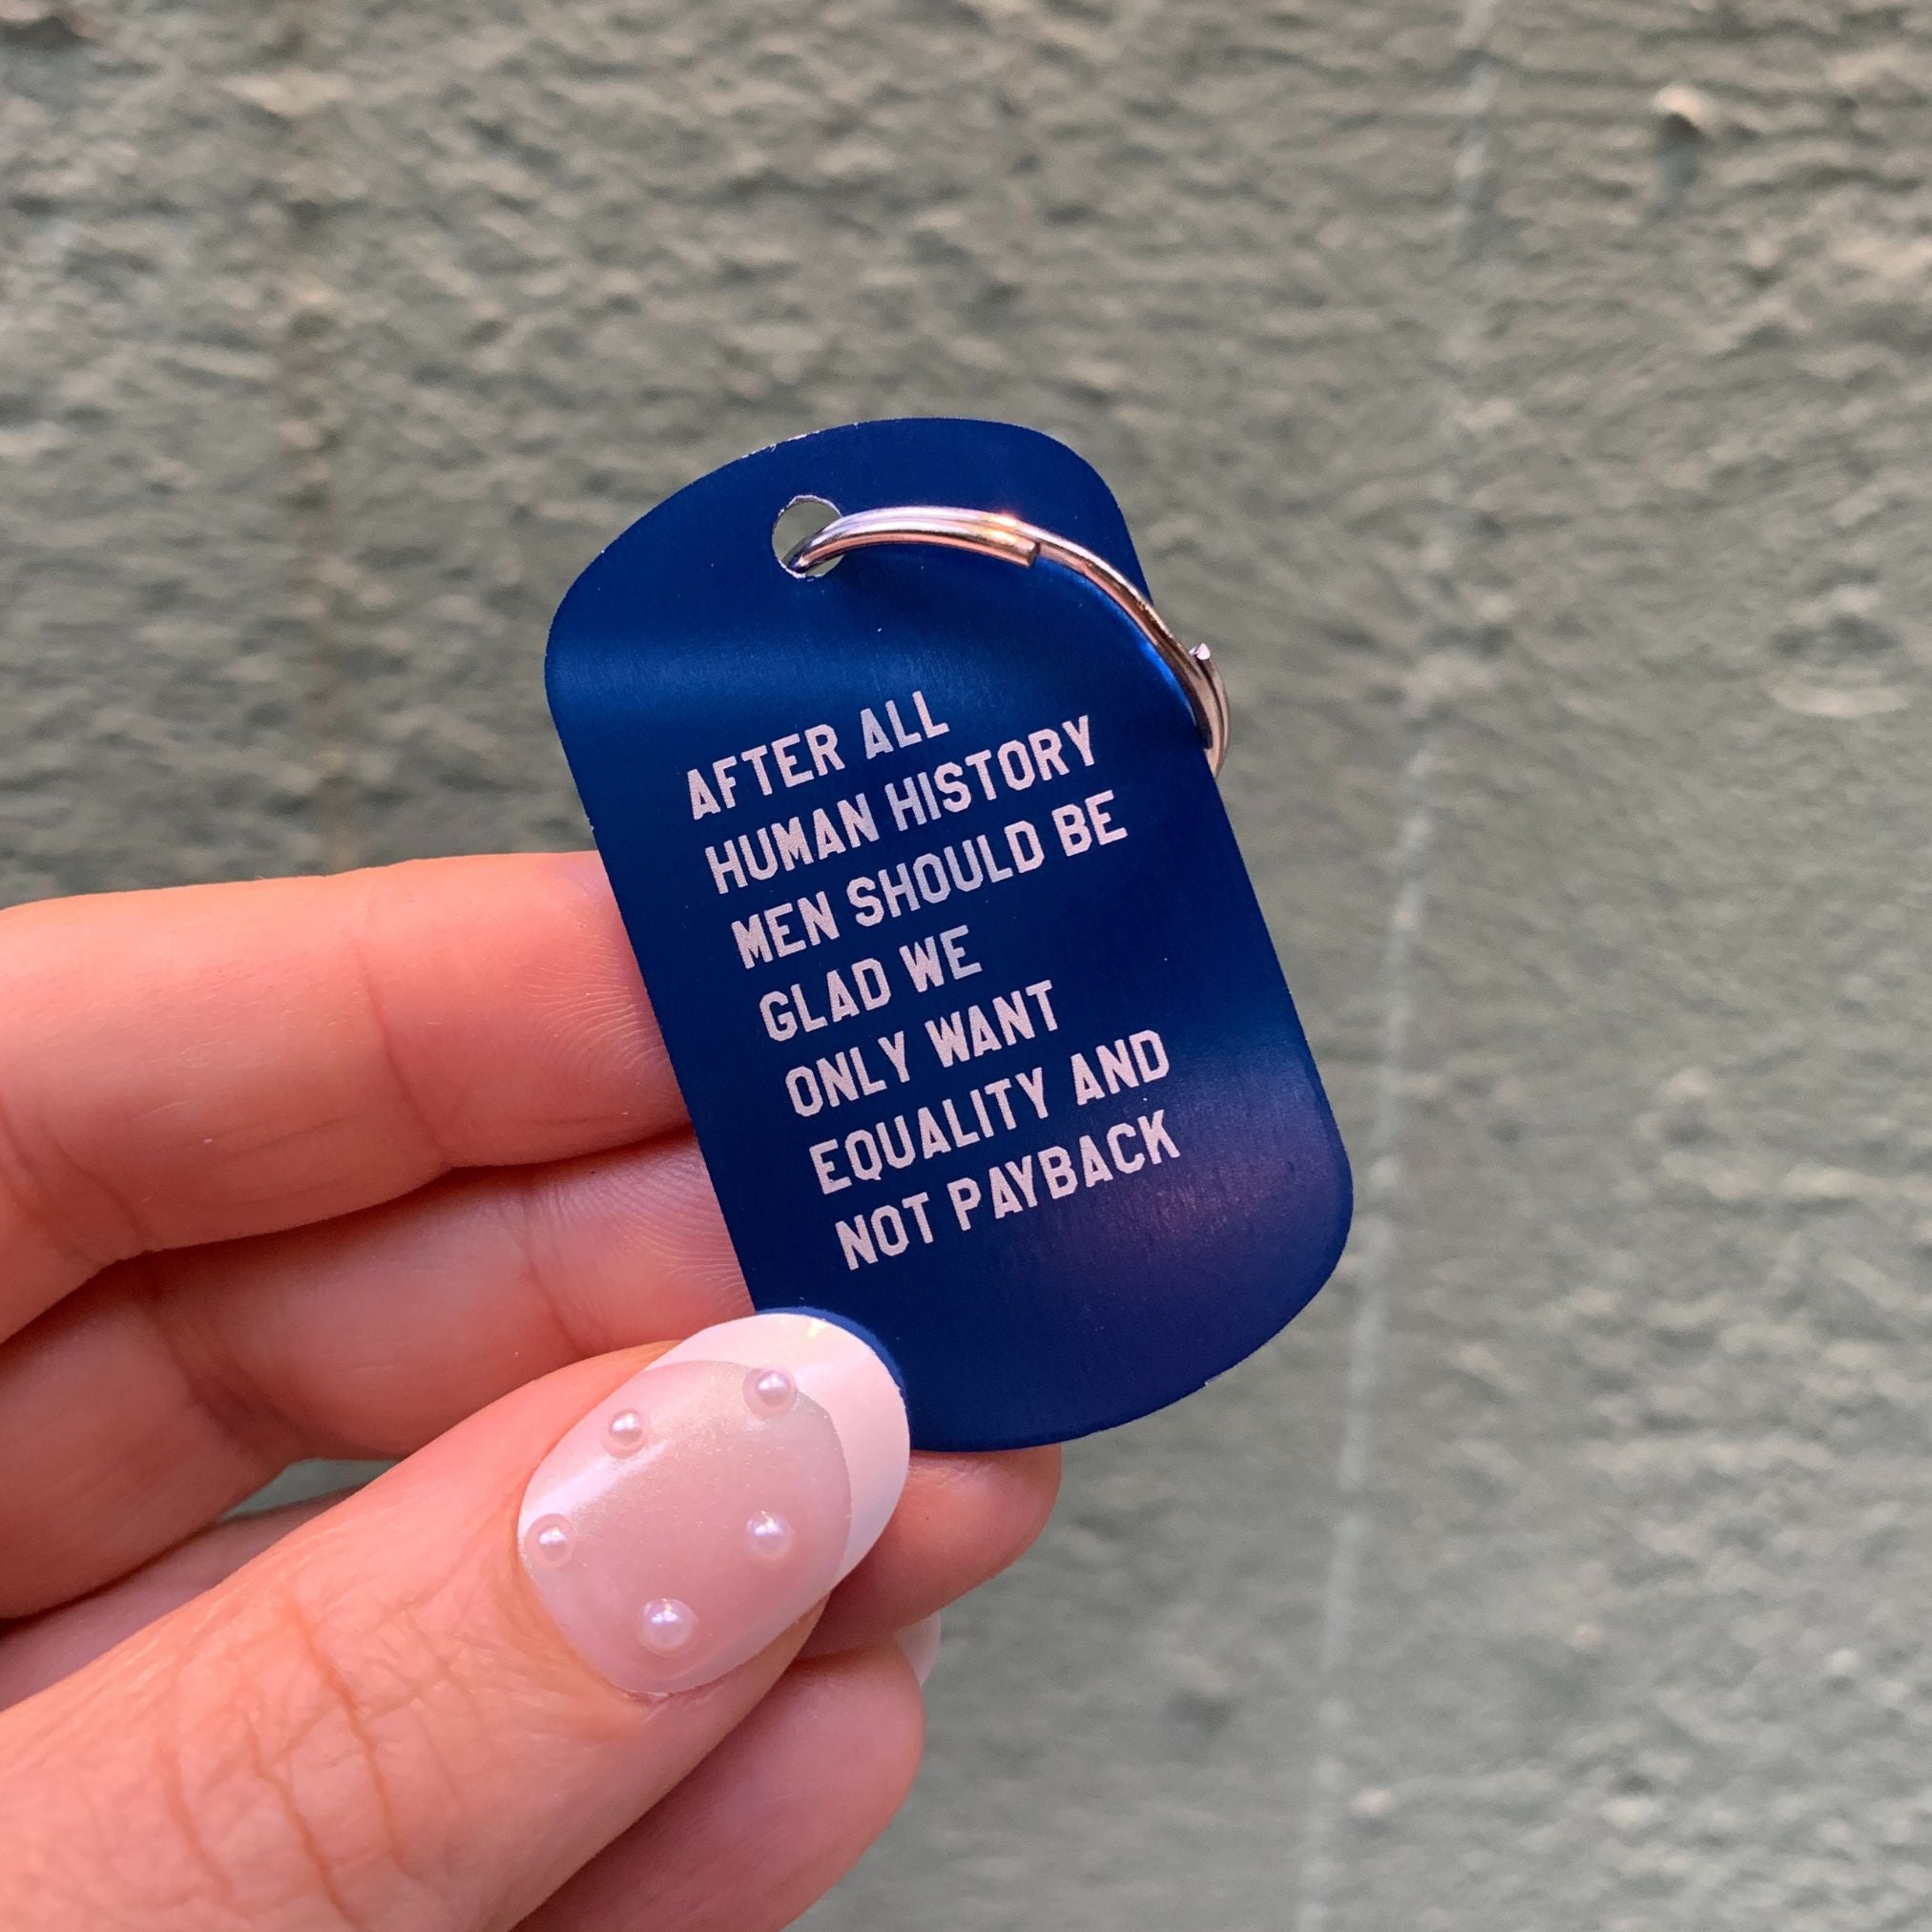 AFTER ALL
HUMAN HISTORY
MEN SHOULD BE
GLAD WE
ONLY WANT
EQUALITY AND
NOT PAYBACK